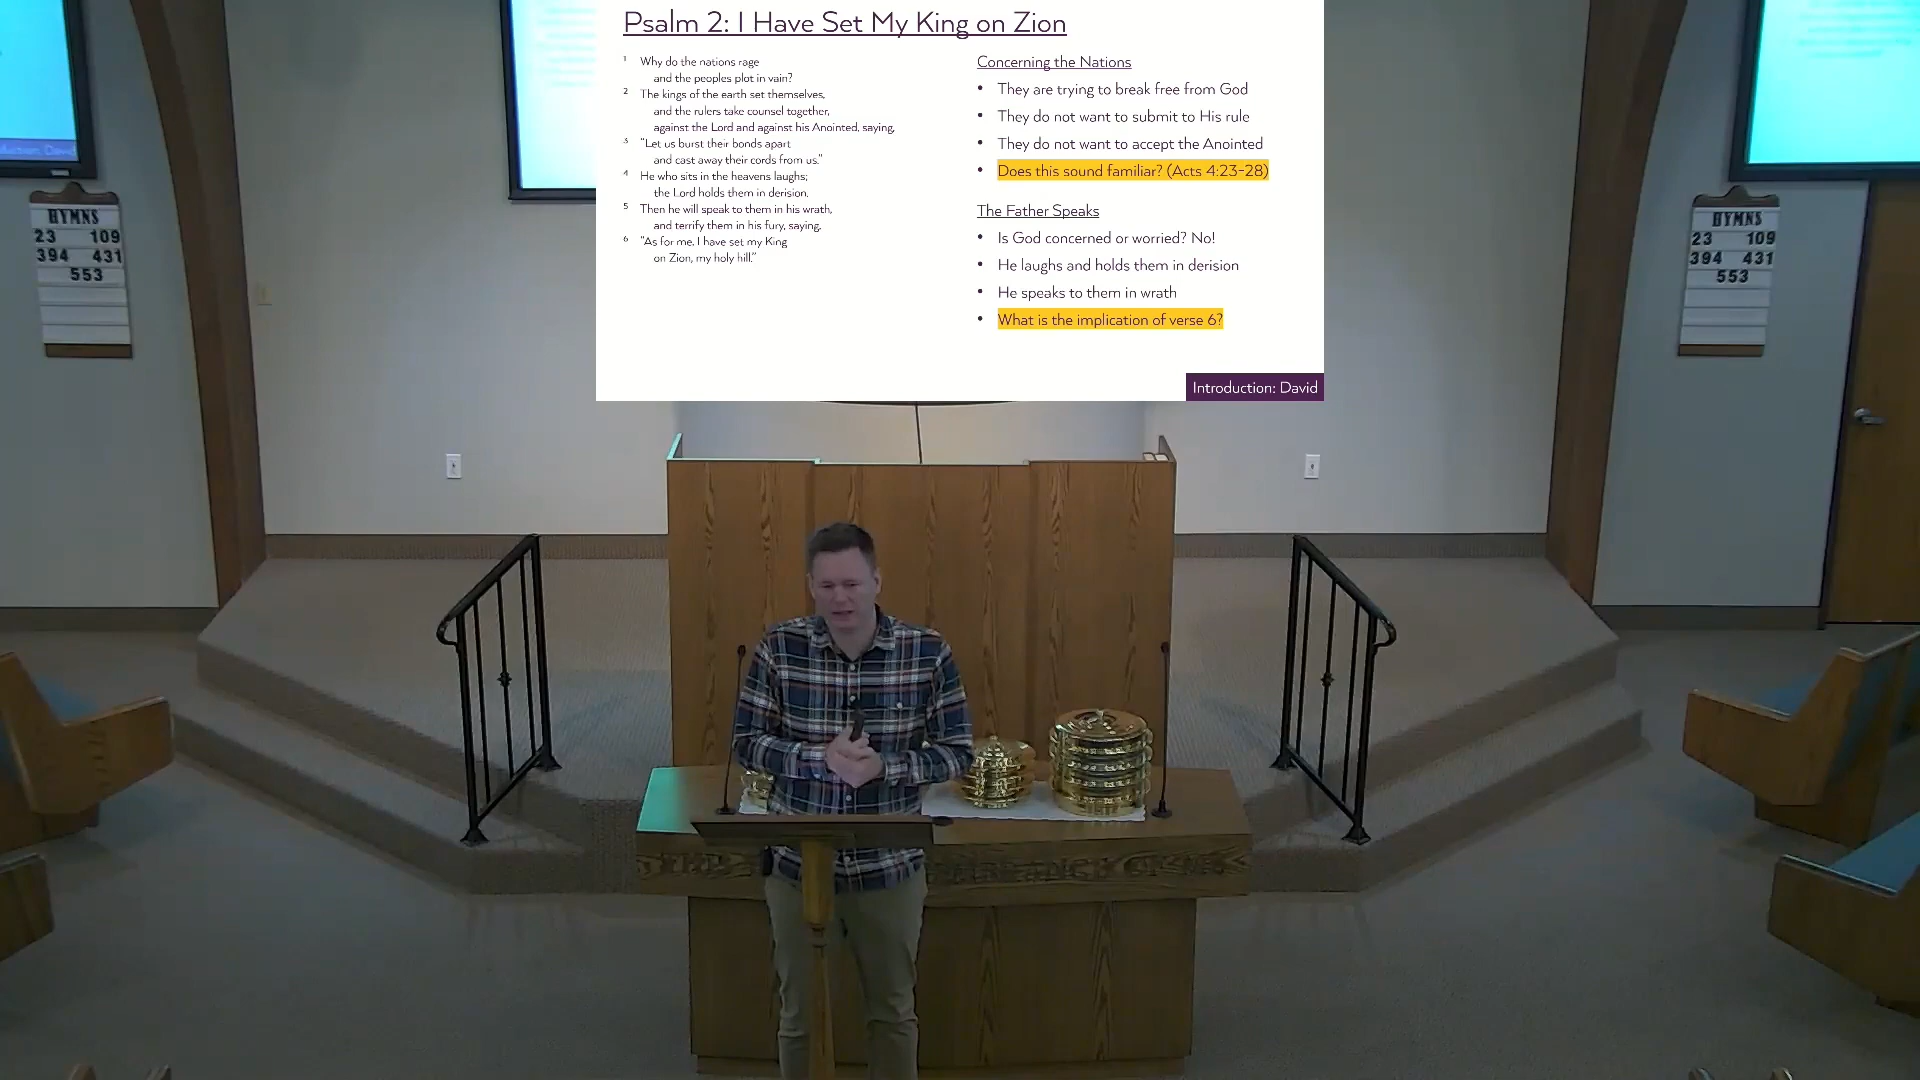 Psalm 2: I Have Set My King on Zion
1 Why do the nations rage
and the peoples plot in vain?
2 The kings of the earth set themselves,
and the rulers take counsel together,
against the Lord and against his Anointed, saying,
3 "Let us burst their bonds apart
and cast away their cords from us."
4 He who sits in the heavens laughs;
the Lord holds them in derision.
5 Then he will speak to them in his wrath,
and terrify them in his fury, saying,
6 "As for me, I have set my King
on Zion, my holy hill."
Concerning the Nations
• They are trying to break free from God
• They do not want to submit to His rule
• They do not want to accept the Anointed
• Does this sound familiar? (Acts 4:23-28)
The Father Speaks
• Is God concerned or worried? No!
• He laughs and holds them in derision
• He speaks to them in wrath
• What is the implication of verse 6?
Introduction: David
HYMNS
23 109
394 431
553
HYMNS
23 109
394 431
553